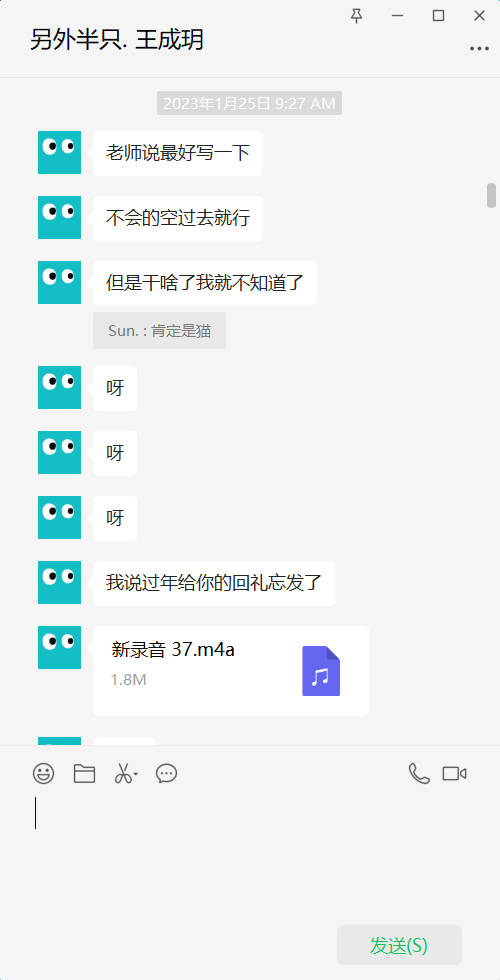 另外半只. 王成玥
2023年1月25日 9:27 AM
老师说最好写一下
不会的空过去就行
但是干啥了我就不知道了
Sun. : 肯定是猫
呀
呀
呀
我说过年给你的回礼忘发了
新录音 37.m4a
1.8M
发送(S)